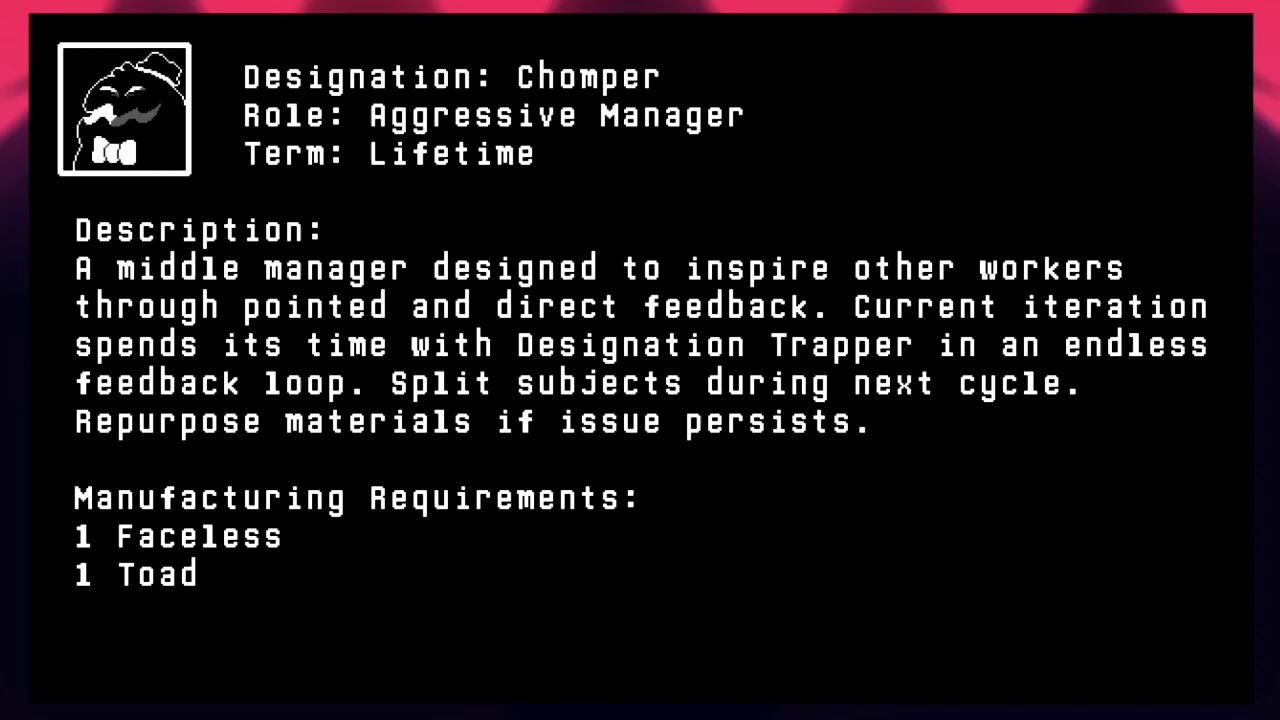 Designation: Chomper
Role: Aggressive Manager
Term: Lifetime
Description:
A middle manager designed to inspire other workers
through pointed and direct feedback. Current iteration
spends its time with Designation Trapper in an endless
feedback loop. Split subjects during next cycle.
Repurpose materials if issue persists.
Manufacturing Requirements:
1 Faceless
1 Toad